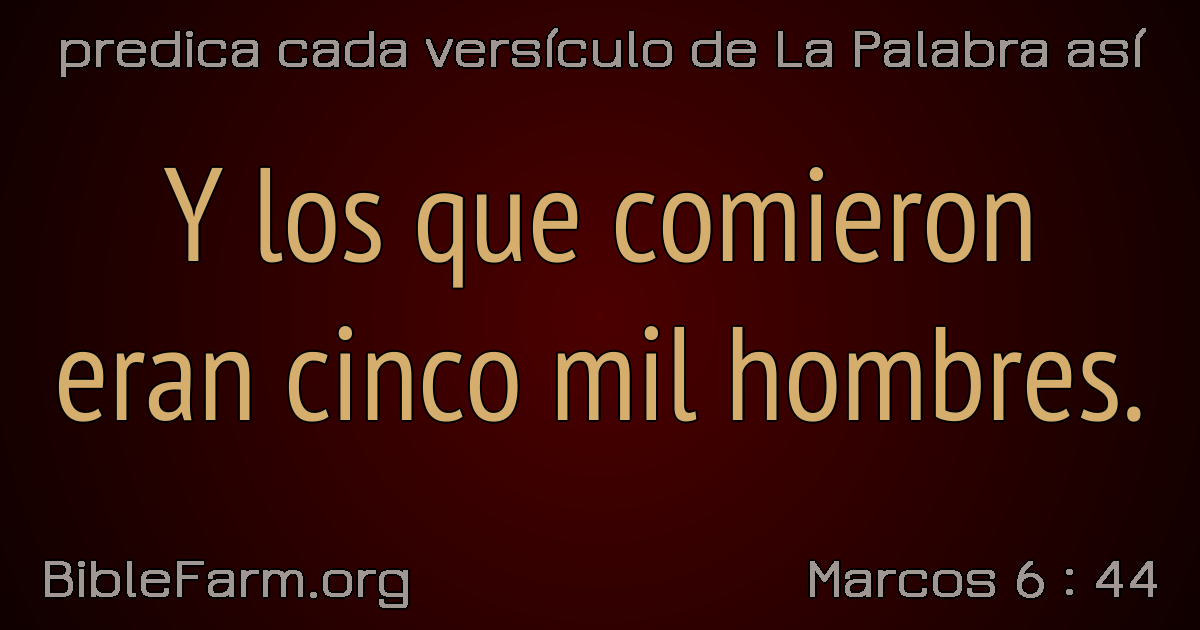 predica cada versículo de La Palabra así
Y los que comieron
eran cinco mil hombres.
BibleFarm.org
Marcos 6 : 44